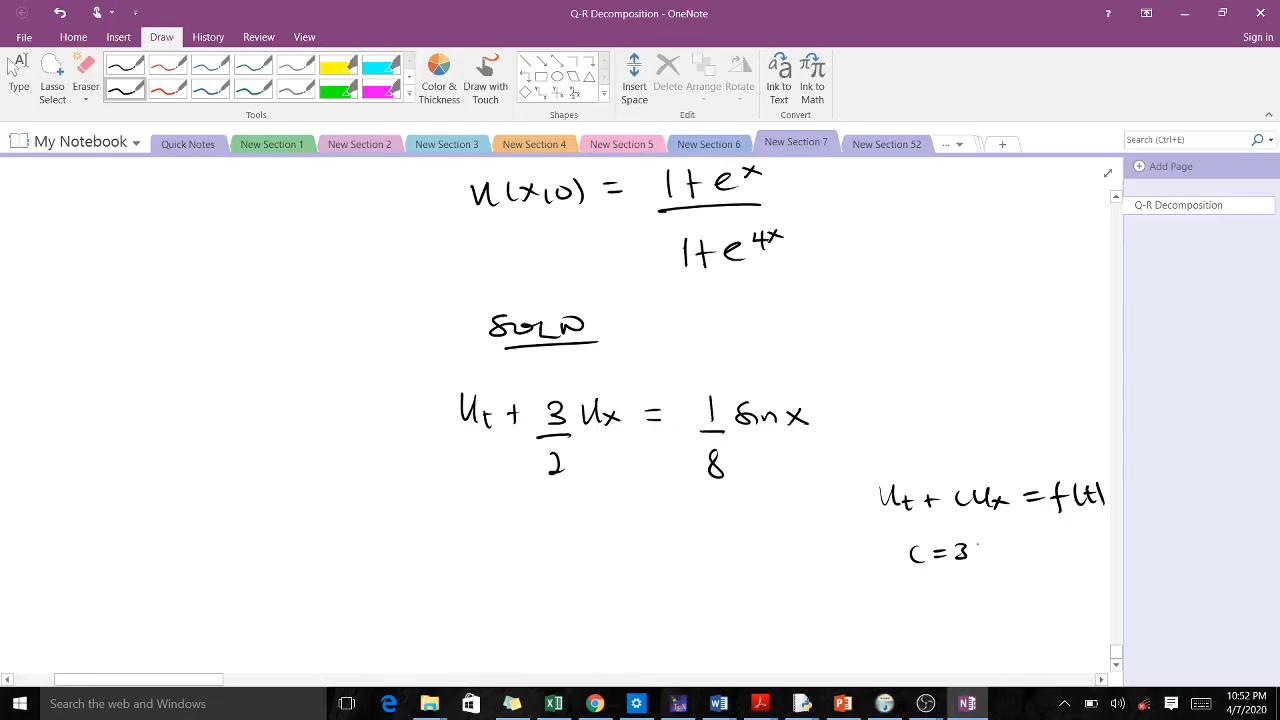 Q-R Decomposition - OneNote
File Home Insert Draw History Review View Sign in
Type Lasso Select Eraser Color & Thickness Draw with Touch Insert Space Delete Arrange Rotate Ink to Text Ink to Math
Tools Shapes Edit Convert
My Notebook Quick Notes New Section 1 New Section 2 New Section 3 New Section 4 New Section 5 New Section 6 New Section 7 New Section 52 ... Search (Ctrl+E)
Add Page
Q-R Decomposition
u(x,0) = 1+e^x
1+e^4x
SOLN
Ut + 3 Ux = 1 sin x
2 8
Ut + CUx = f(t)
C = 3
Search the web and Windows
10:52 PM
4/7/2020